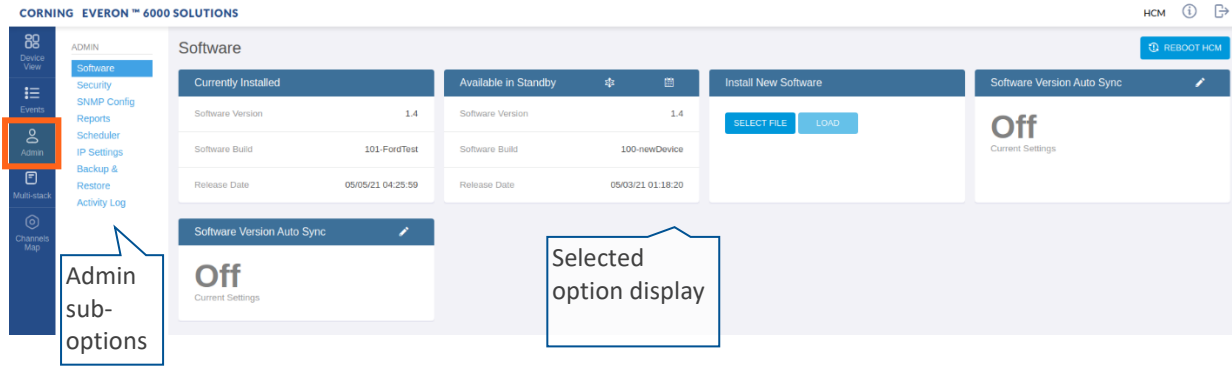 CORNING EVERON ™ 6000 SOLUTIONS
HCM
Device
View
Events
Admin
Multi-stack
Channels
Map
ADMIN
Software
Security
SNMP Config
Reports
Scheduler
IP Settings
Backup &
Restore
Activity Log
Admin
sub-
options
Software
REBOOT HCM
Currently Installed
Software Version 1.4
Software Build 101-FordTest
Release Date 05/05/21 04:25:59
Available in Standby
Software Version 1.4
Software Build 100-newDevice
Release Date 05/03/21 01:18:20
Install New Software
SELECT FILE LOAD
Software Version Auto Sync
Off
Current Settings
Software Version Auto Sync
Off
Current Settings
Selected
option display